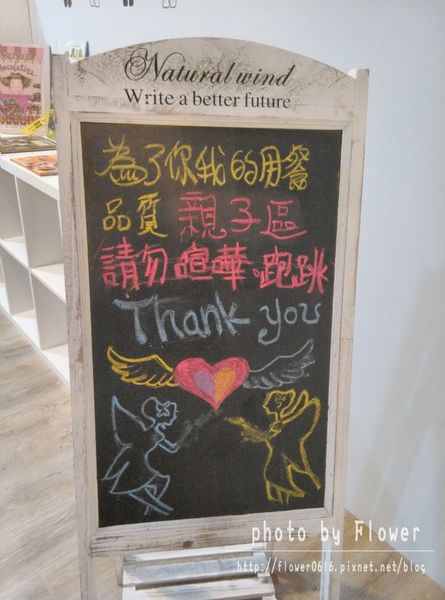 Natural wind
Write a better future
為了你我的用餐
品質 親子區
請勿喧嘩、跑跳
Thank you
photo by Flower
http://flower0616.pixnet.net/blog